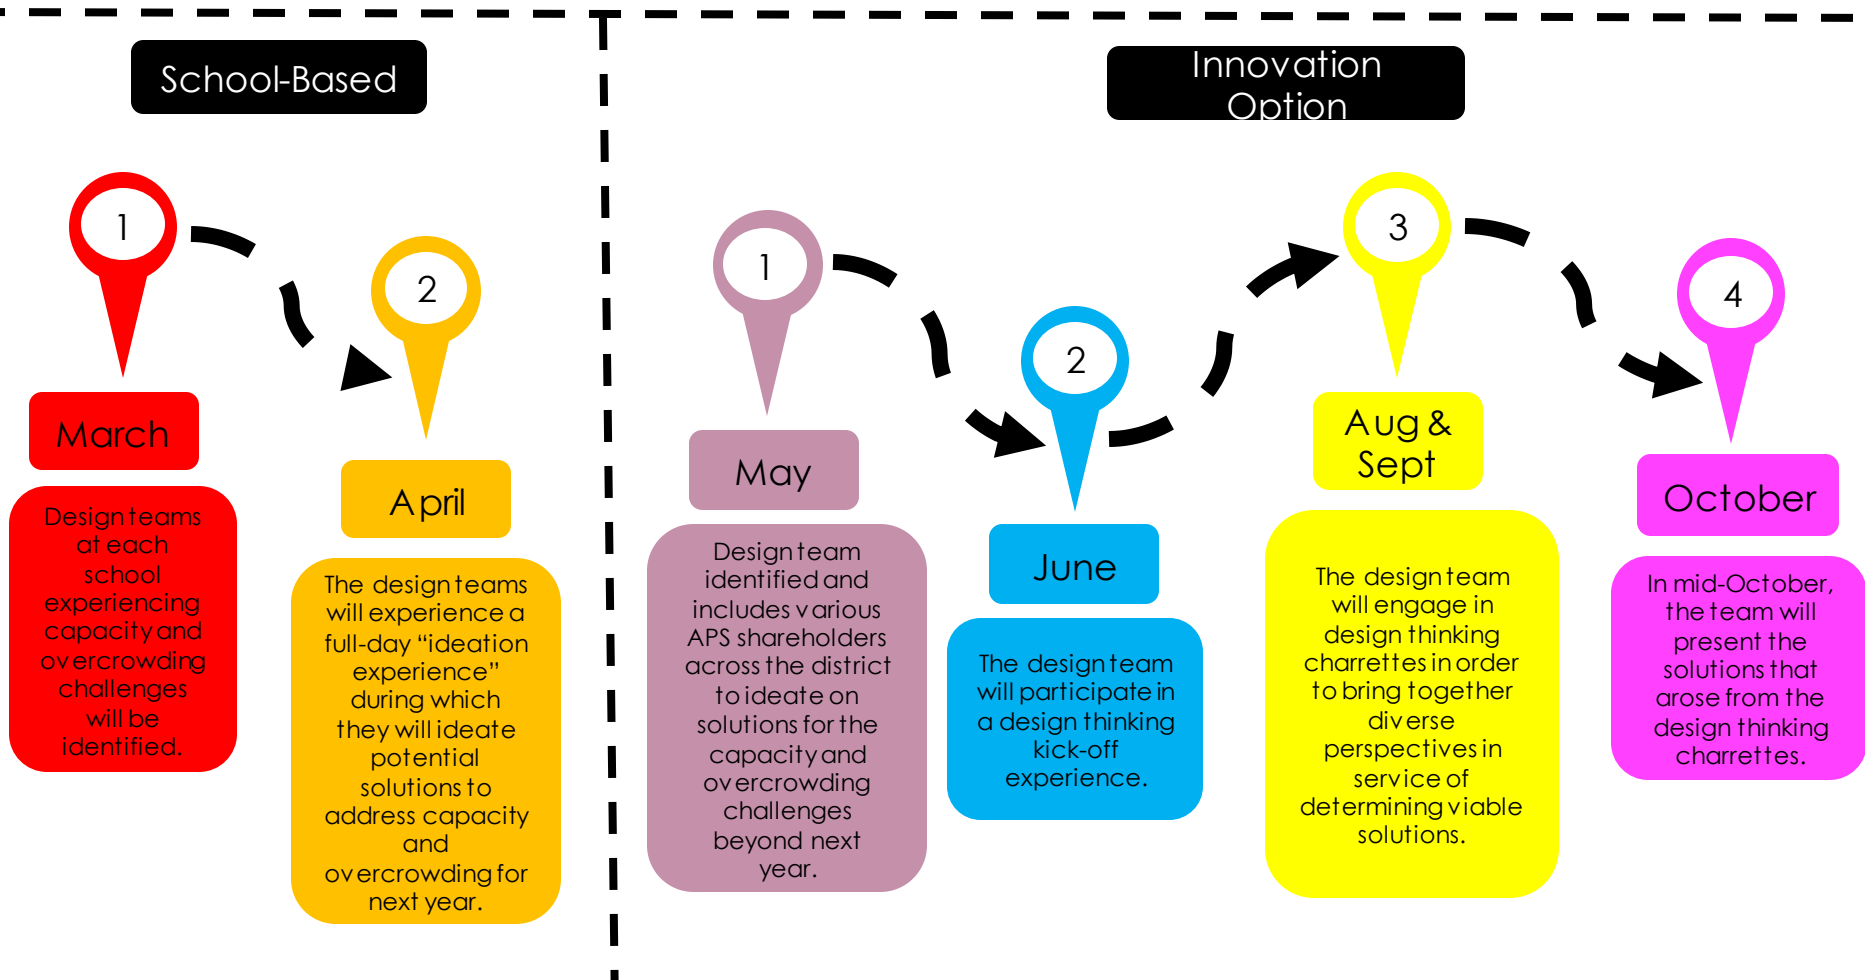 School-Based
1
March
Design teams
at each
school
experiencing
capacity and
overcrowding
challenges
will be
identified.
2
April
The design teams
will experience a
full-day “ideation
experience”
during which
they will ideate
potential
solutions to
address capacity
and
overcrowding for
next year.
Innovation
Option
1
May
Design team
identified and
includes various
APS shareholders
across the district
to ideate on
solutions for the
capacity and
overcrowding
challenges
beyond next
year.
2
June
The design team
will participate in
a design thinking
kick-off
experience.
3
Aug &
Sept
The design team
will engage in
design thinking
charrettes in order
to bring together
diverse
perspectives in
service of
determining viable
solutions.
4
October
In mid-October,
the team will
present the
solutions that
arose from the
design thinking
charrettes.